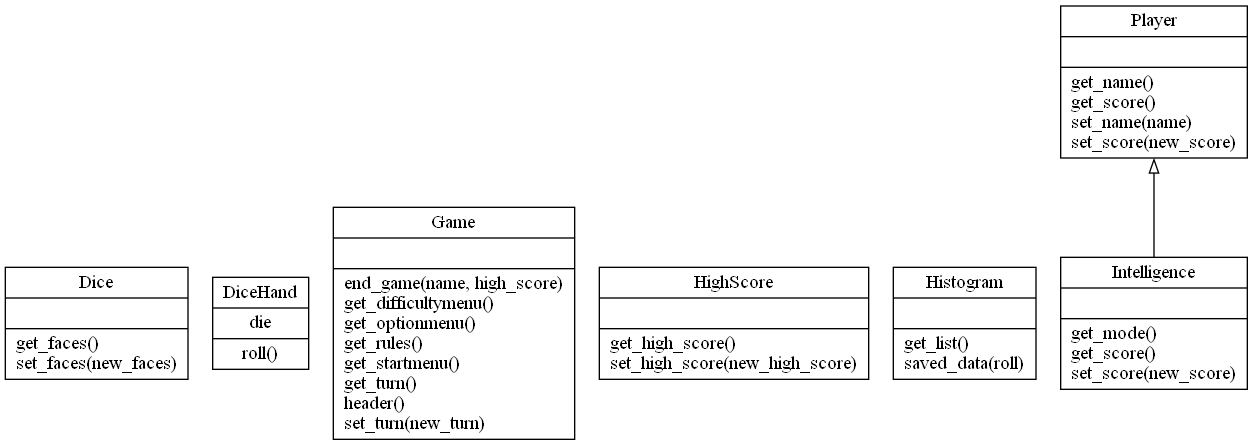 Player
get_name()
get_score()
set_name(name)
set_score(new_score)
Dice
get_faces()
set_faces(new_faces)
DiceHand
die
roll()
Game
end_game(name, high_score)
get_difficultymenu()
get_optionmenu()
get_rules()
get_startmenu()
get_turn()
header()
set_turn(new_turn)
HighScore
get_high_score()
set_high_score(new_high_score)
Histogram
get_list()
saved_data(roll)
Intelligence
get_mode()
get_score()
set_score(new_score)